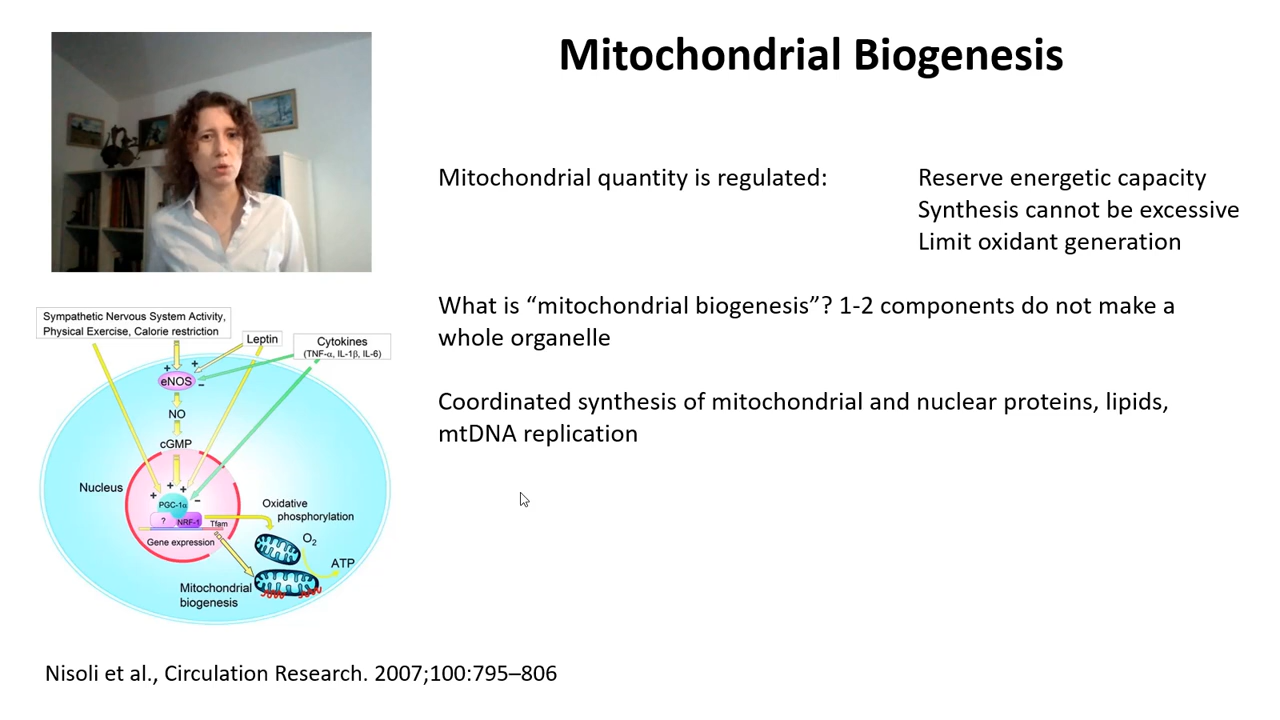 Mitochondrial Biogenesis
Mitochondrial quantity is regulated:
Reserve energetic capacity
Synthesis cannot be excessive
Limit oxidant generation
What is “mitochondrial biogenesis”? 1-2 components do not make a
whole organelle
Coordinated synthesis of mitochondrial and nuclear proteins, lipids,
mtDNA replication
Sympathetic Nervous System Activity,
Physical Exercise, Calorie restriction
Leptin
Cytokines
(TNF-α, IL-1β, IL-6)
+
+
eNOS
-
NO
cGMP
Nucleus
+
+
+
-
PGC-1α
?
NRF-1
Tfam
Gene expression
Oxidative
phosphorylation
O2
ATP
Mitochondrial
biogenesis
Nisoli et al., Circulation Research. 2007;100:795–806